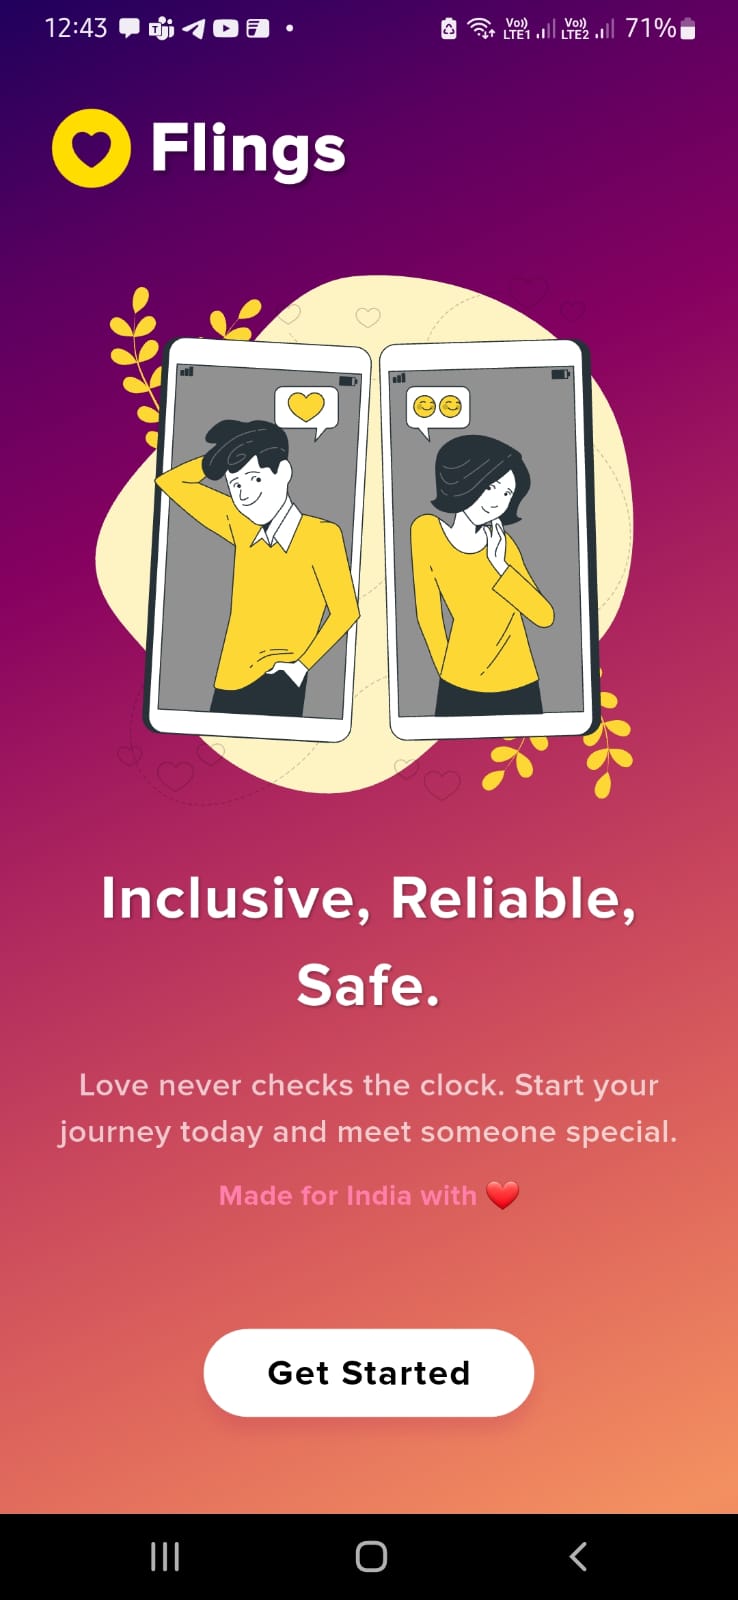 12:43
Vo)) LTE1 Vo)) LTE2 71%
Flings
Inclusive, Reliable,
Safe.
Love never checks the clock. Start your
journey today and meet someone special.
Made for India with ❤️
Get Started